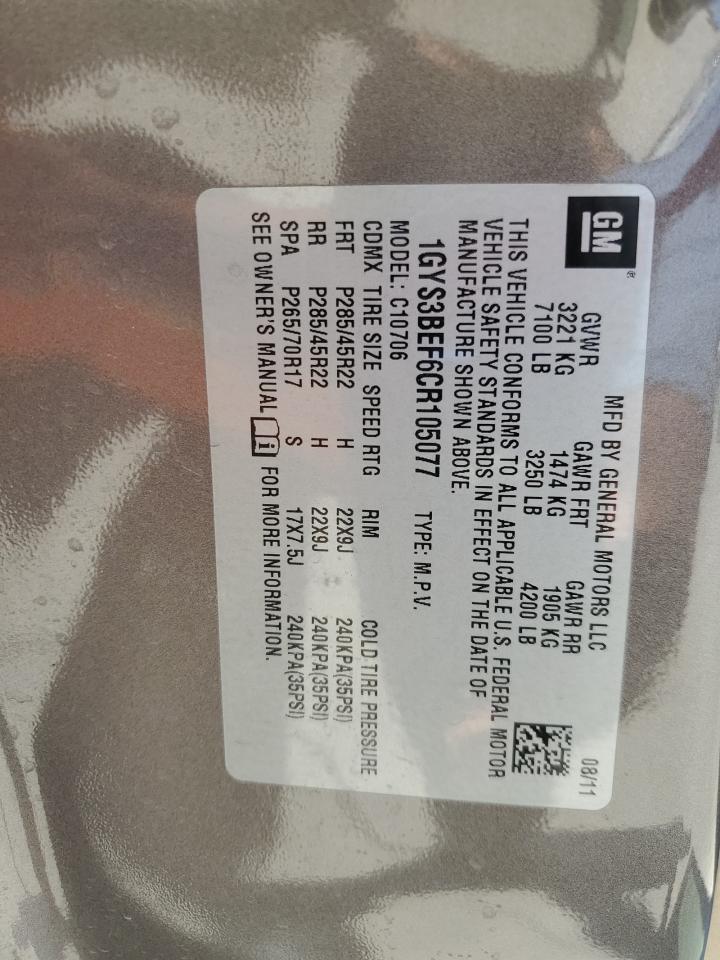 GM®
MFD BY GENERAL MOTORS LLC 08/11
GVWR GAWR FRT GAWR RR
3221 KG 1474 KG 1905 KG
7100 LB 3250 LB 4200 LB
THIS VEHICLE CONFORMS TO ALL APPLICABLE U.S. FEDERAL MOTOR
VEHICLE SAFETY STANDARDS IN EFFECT ON THE DATE OF
MANUFACTURE SHOWN ABOVE.
1GYS3BEF6CR105077 TYPE: M.P.V.
MODEL: C10706
CDMX TIRE SIZE SPEED RTG RIM COLD TIRE PRESSURE
FRT P285/45R22 H 22X9J 240KPA(35PSI)
RR P285/45R22 H 22X9J 240KPA(35PSI)
SPA P265/70R17 S 17X7.5J 240KPA(35PSI)
SEE OWNER'S MANUAL i FOR MORE INFORMATION.